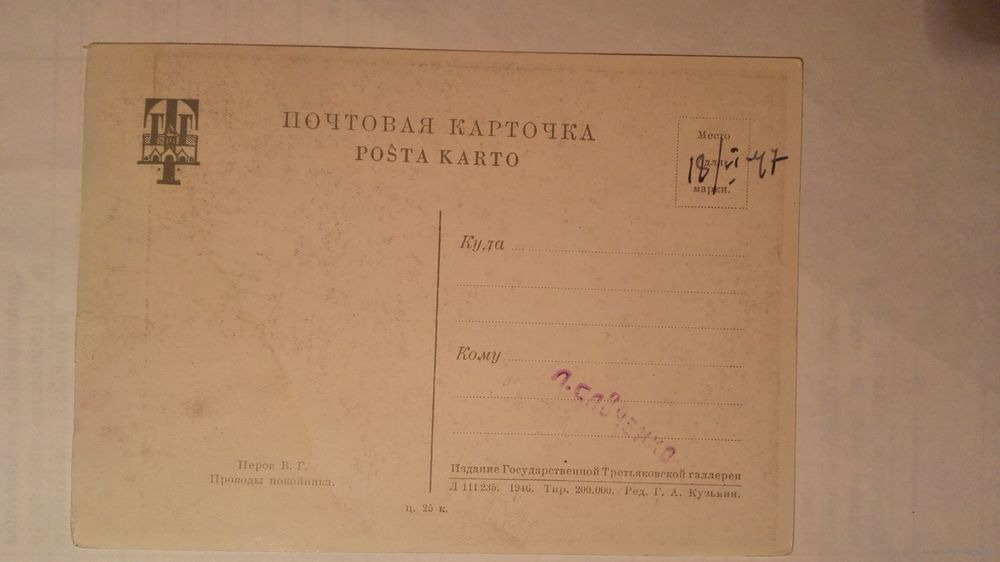 ПОЧТОВАЯ КАРТОЧКА
POŜTA KARTO
Место
для
марки.
18/VI-47
Куда
Кому
Издание Государственной Третьяковской галлереи
Л 111235. 1946. Тир. 200.000. Ред. Г. А. Кузьмин.
Перов В. Г.
Проводы покойника.
ц. 25 к.